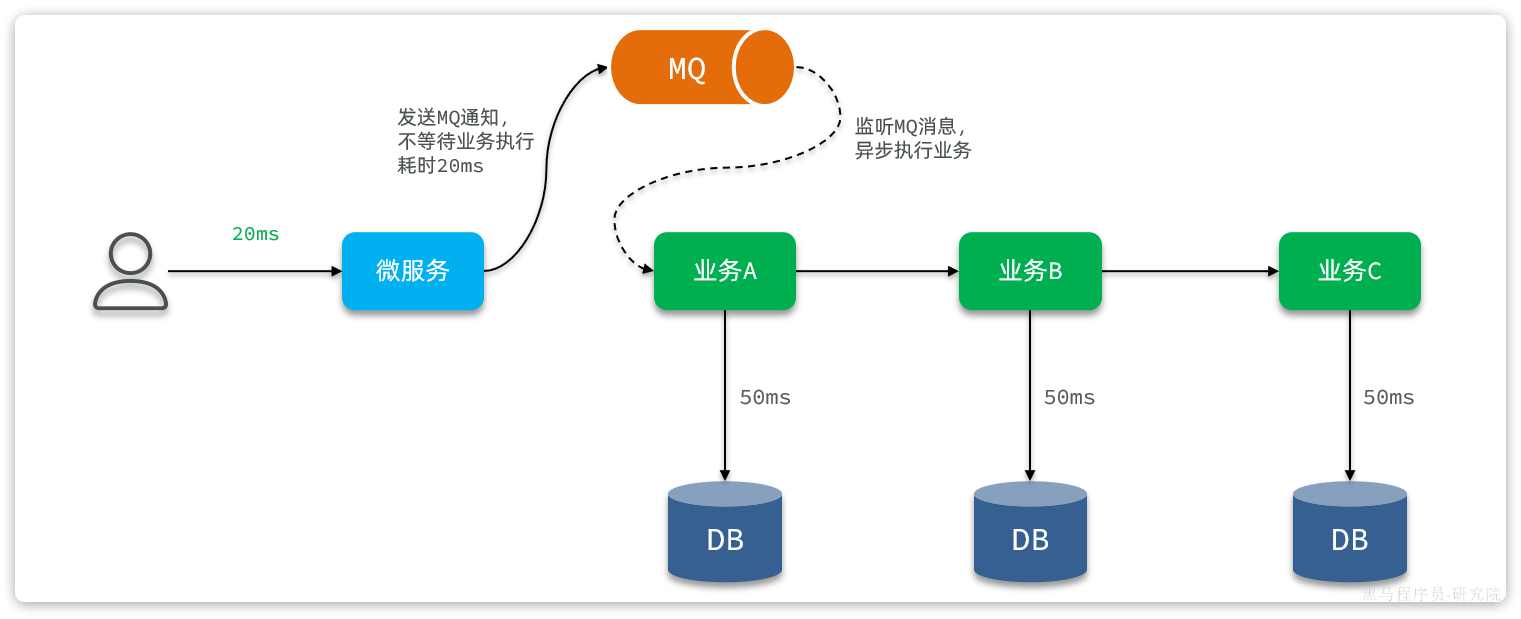 MQ
发送MQ通知,
不等待业务执行
耗时20ms
监听MQ消息,
异步执行业务
20ms
微服务
业务A
业务B
业务C
50ms
50ms
50ms
DB
DB
DB
黑马程序员-研究院